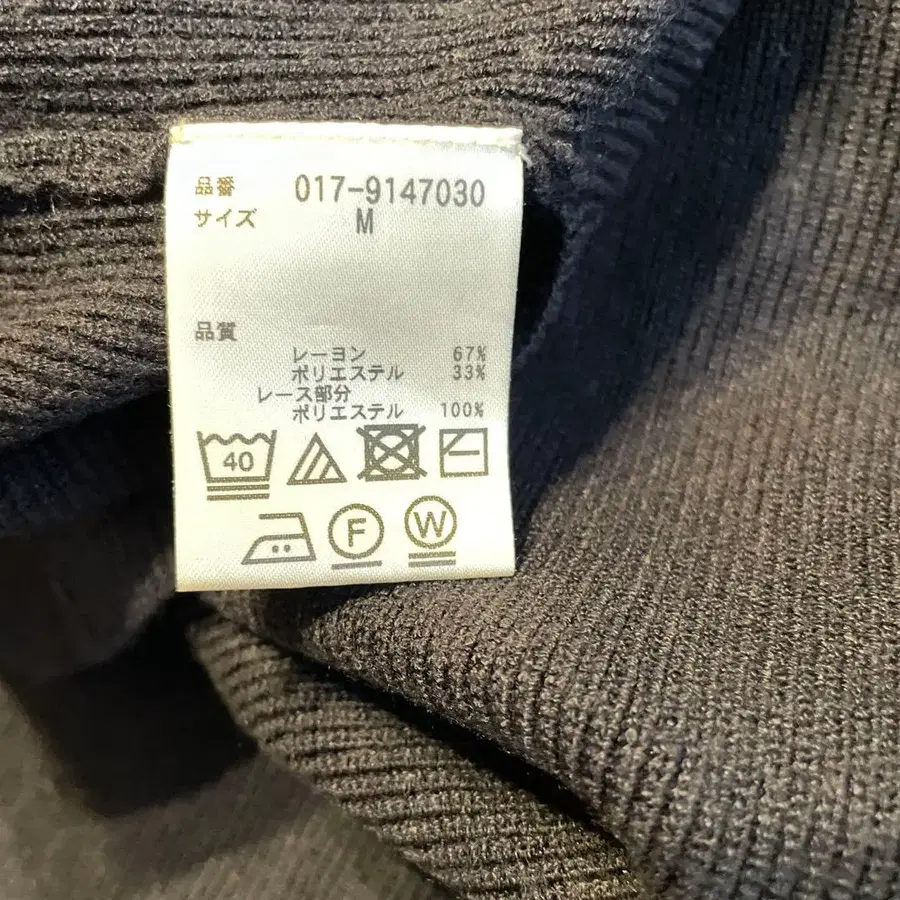 品番 017-9147030
サイズ M
品質
レーヨン 67%
ポリエステル 33%
レース部分
ポリエステル 100%
40
F W